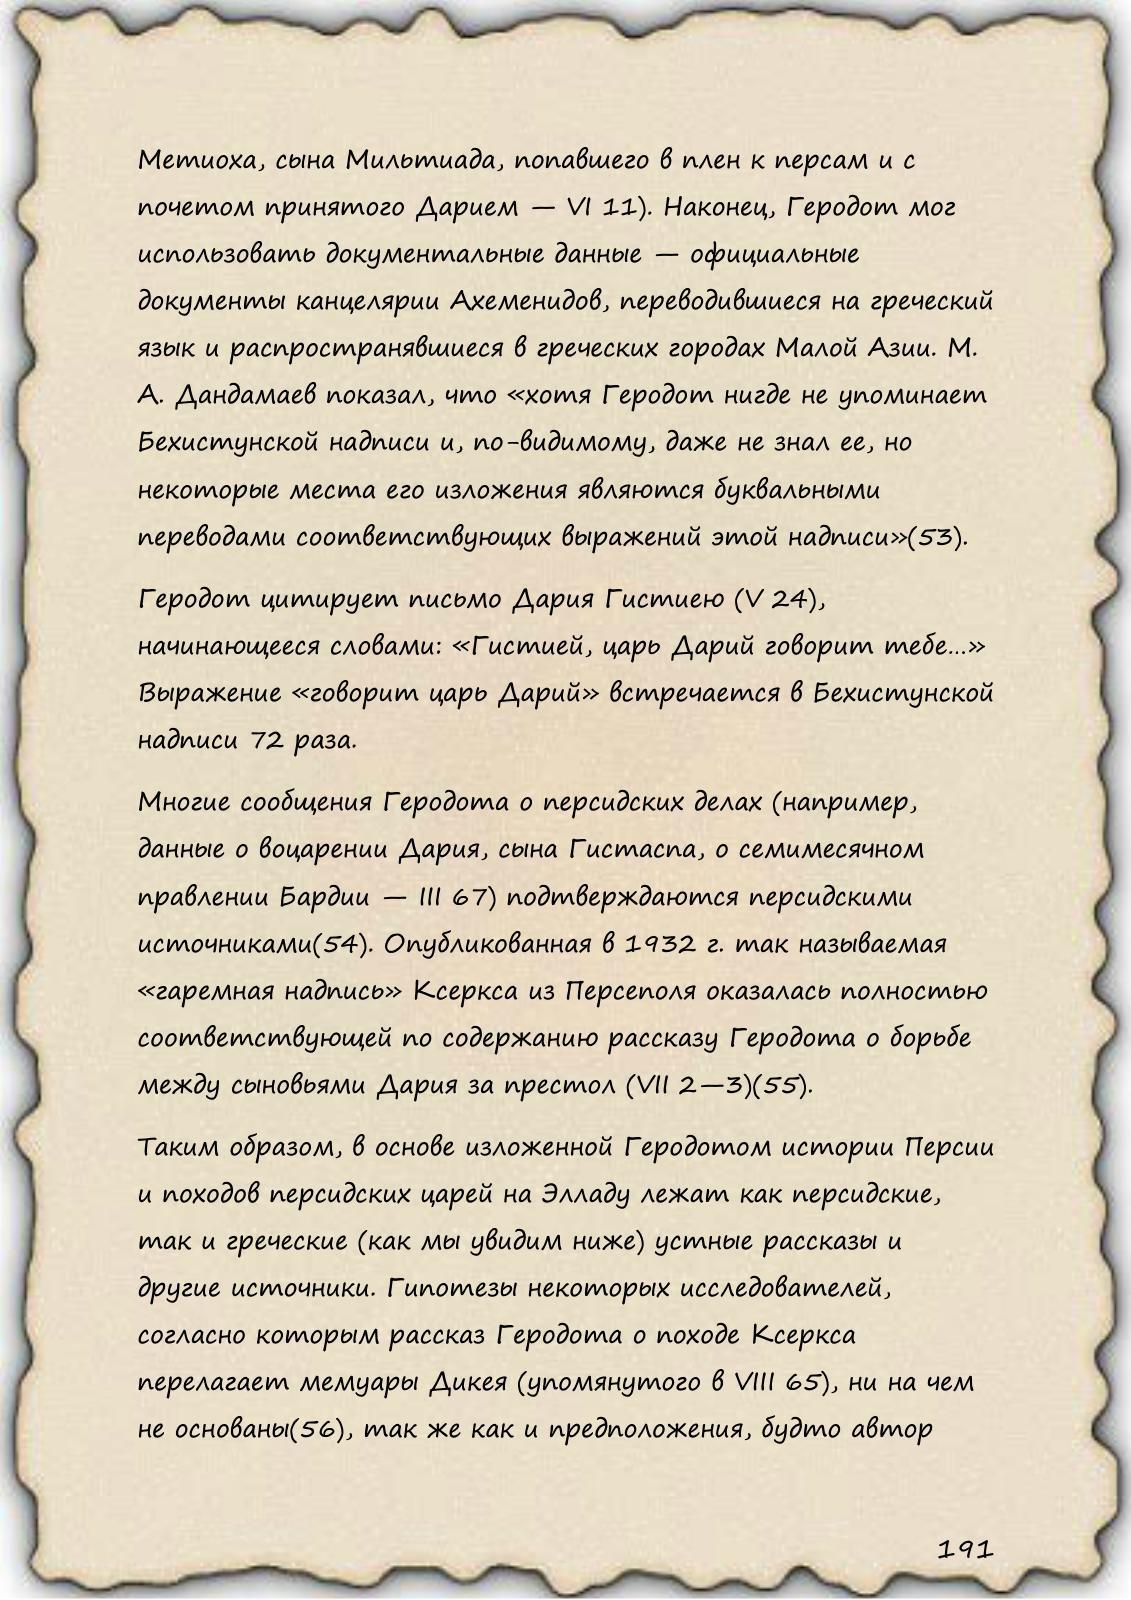 Метиоха, сына Мильтиада, попавшего в плен к персам и с
почетом принятого Дарием — VI 11). Наконец, Геродот мог
использовать документальные данные — официальные
документы канцелярии Ахеменидов, переводившиеся на греческий
язык и распространявшиеся в греческих городах Малой Азии. М.
А. Дандамаев показал, что «хотя Геродот нигде не упоминает
Бехистунской надписи и, по-видимому, даже не знал ее, но
некоторые места его изложения являются буквальными
переводами соответствующих выражений этой надписи»(53).
Геродот цитирует письмо Дария Гистиею (V 24),
начинающееся словами: «Гистией, царь Дарий говорит тебе...»
Выражение «говорит царь Дарий» встречается в Бехистунской
надписи 72 раза.
Многие сообщения Геродота о персидских делах (например,
данные о воцарении Дария, сына Гистаспа, о семимесячном
правлении Бардии — III 67) подтверждаются персидскими
источниками(54). Опубликованная в 1932 г. так называемая
«гаремная надпись» Ксеркса из Персеполя оказалась полностью
соответствующей по содержанию рассказу Геродота о борьбе
между сыновьями Дария за престол (VII 2—3)(55).
Таким образом, в основе изложенной Геродотом истории Персии
и походов персидских царей на Элладу лежат как персидские,
так и греческие (как мы увидим ниже) устные рассказы и
другие источники. Гипотезы некоторых исследователей,
согласно которым рассказ Геродота о походе Ксеркса
перелагает мемуары Дикея (упомянутого в VIII 65), ни на чем
не основаны(56), так же как и предположения, будто автор
191